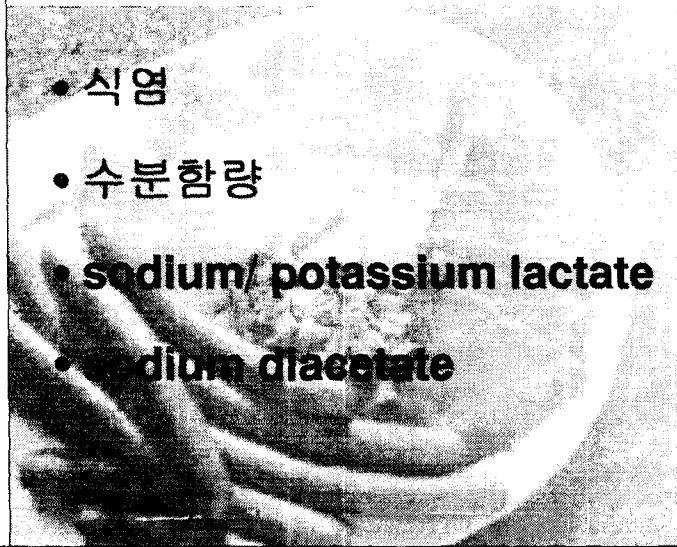 • 식염
• 수분함량
• sodium/ potassium lactate
• sodium diacetate